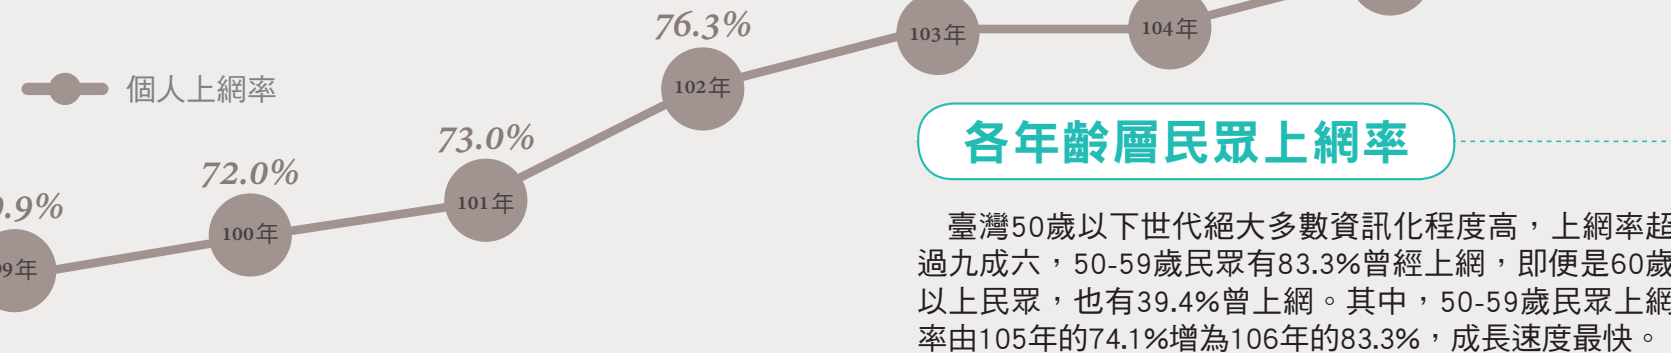 76.3%
103年
104年
102年
個人上網率
73.0%
72.0%
101年
.9%
100年
9年
各年齡層民眾上網率
臺灣50歲以下世代絕大多數資訊化程度高，上網率超
過九成六，50-59歲民眾有83.3%曾經上網，即便是60歲
以上民眾，也有39.4%曾上網。其中，50-59歲民眾上網
率由105年的74.1%增為106年的83.3%，成長速度最快。